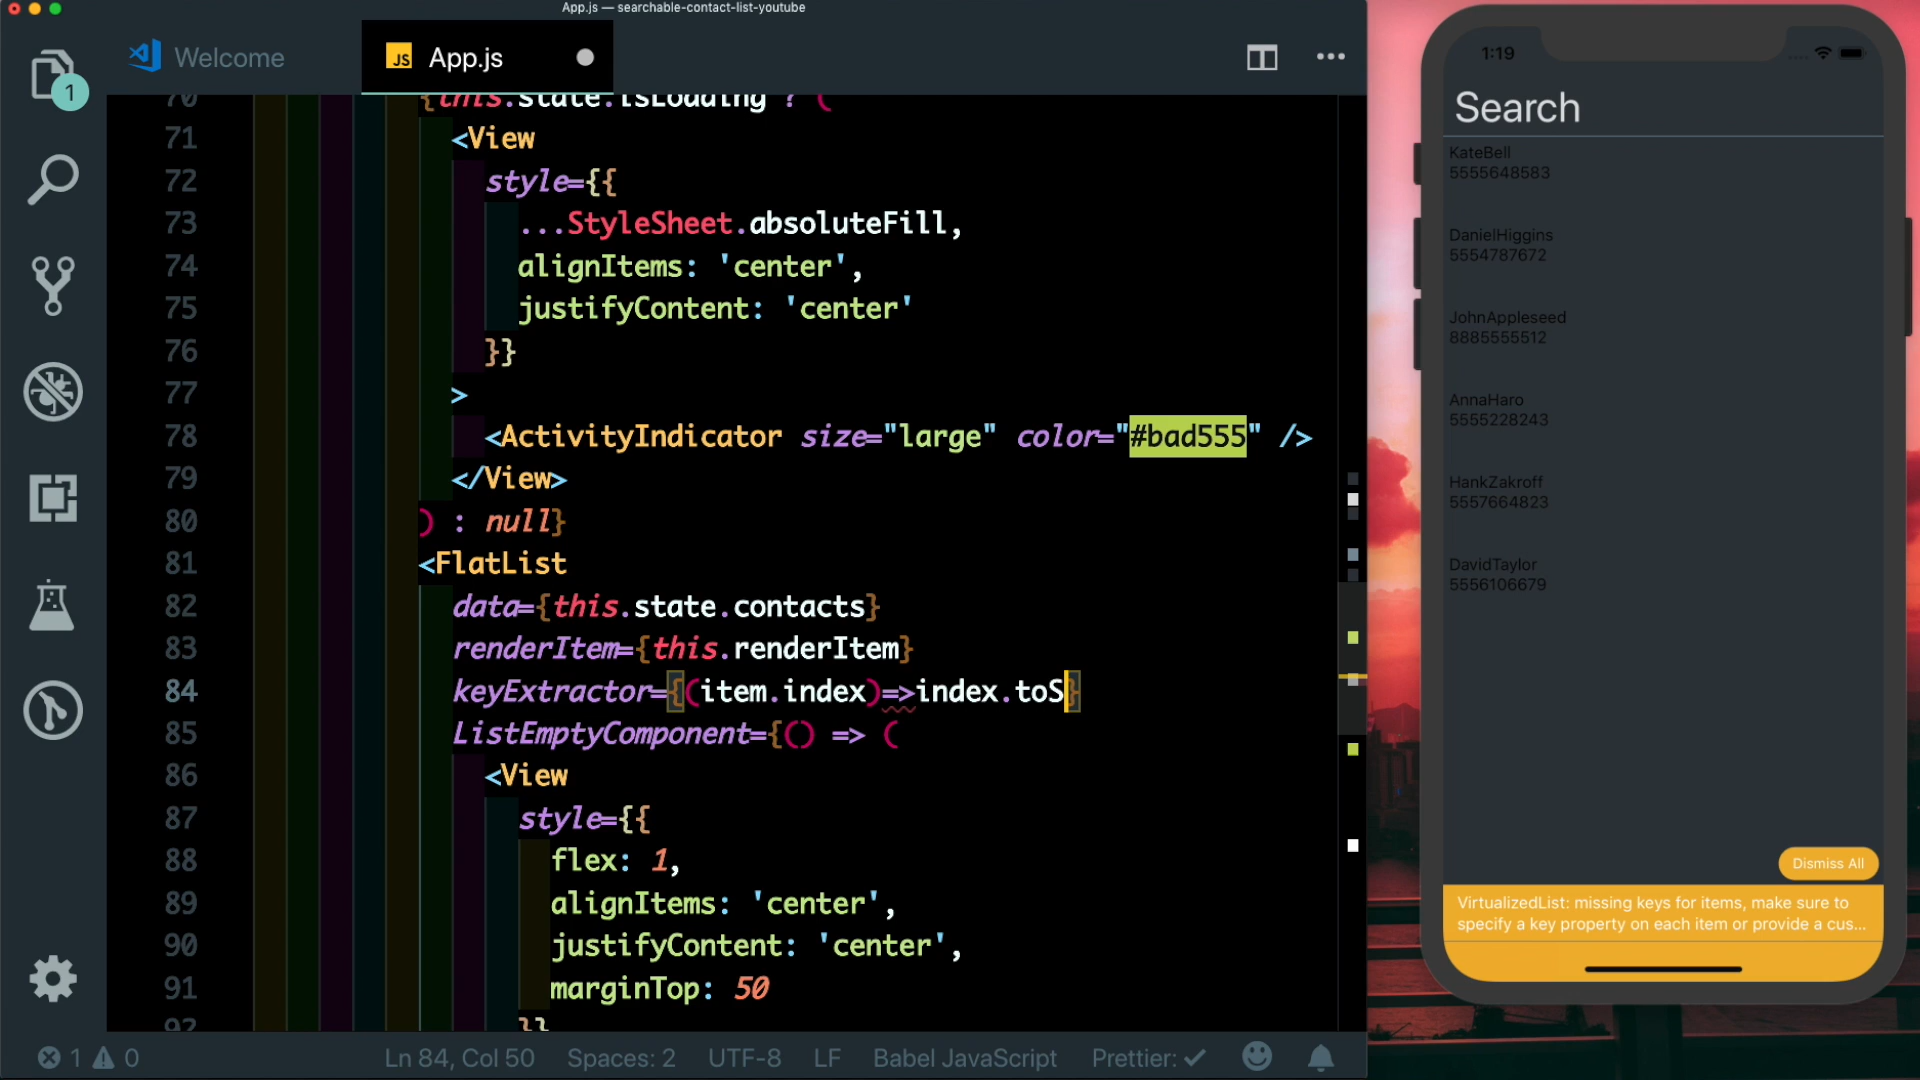 App.js — searchable-contact-list-youtube
Welcome
JS App.js
1
70 {this.state.isLoading ? (
71 <View
72 style={{
73 ...StyleSheet.absoluteFill,
74 alignItems: 'center',
75 justifyContent: 'center'
76 }}
77 >
78 <ActivityIndicator size="large" color="#bad555" />
79 </View>
80 ) : null}
81 <FlatList
82 data={this.state.contacts}
83 renderItem={this.renderItem}
84 keyExtractor={(item.index)=>index.toS}
85 ListEmptyComponent={() => (
86 <View
87 style={{
88 flex: 1,
89 alignItems: 'center',
90 justifyContent: 'center',
91 marginTop: 50
92 }}
1 0 Ln 84, Col 50 Spaces: 2 UTF-8 LF Babel JavaScript Prettier: ✓
1:19
Search
KateBell
5555648583
DanielHiggins
5554787672
JohnAppleseed
8885555512
AnnaHaro
5555228243
HankZakroff
5557664823
DavidTaylor
5556106679
Dismiss All
VirtualizedList: missing keys for items, make sure to
specify a key property on each item or provide a cus...